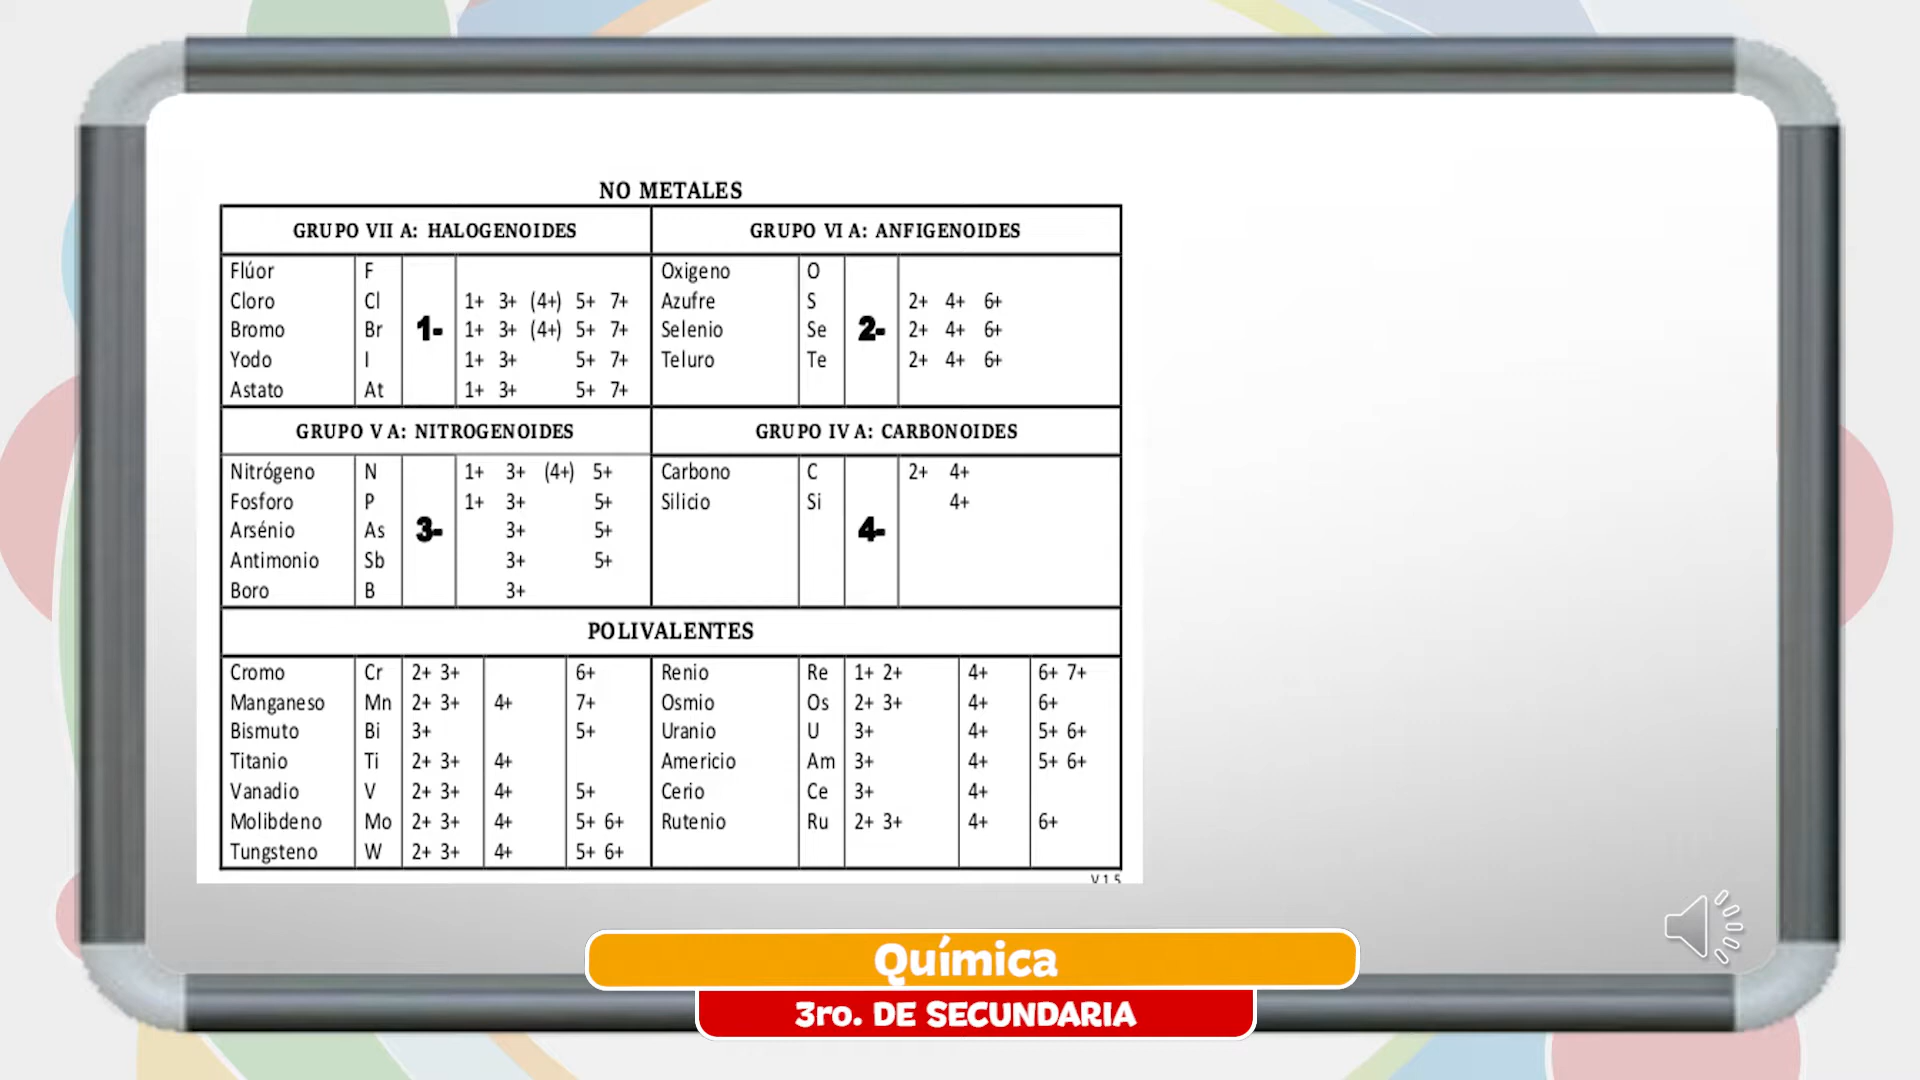 NO METALES
GRUPO VII A: HALOGENOIDES GRUPO VI A: ANFIGENOIDES
Flúor F Oxigeno O
Cloro Cl 1+ 3+ (4+) 5+ 7+ Azufre S 2+ 4+ 6+
Bromo Br 1- 1+ 3+ (4+) 5+ 7+ Selenio Se 2- 2+ 4+ 6+
Yodo I 1+ 3+ 5+ 7+ Teluro Te 2+ 4+ 6+
Astato At 1+ 3+ 5+ 7+
GRUPO V A: NITROGENOIDES GRUPO IV A: CARBONOIDES
Nitrógeno N 1+ 3+ (4+) 5+ Carbono C 2+ 4+
Fosforo P 1+ 3+ 5+ Silicio Si 4+
Arsénio As 3- 3+ 5+ 4-
Antimonio Sb 3+ 5+
Boro B 3+
POLIVALENTES
Cromo Cr 2+ 3+ 6+ Renio Re 1+ 2+ 4+ 6+ 7+
Manganeso Mn 2+ 3+ 4+ 7+ Osmio Os 2+ 3+ 4+ 6+
Bismuto Bi 3+ 5+ Uranio U 3+ 4+ 5+ 6+
Titanio Ti 2+ 3+ 4+ Americio Am 3+ 4+ 5+ 6+
Vanadio V 2+ 3+ 4+ 5+ Cerio Ce 3+ 4+
Molibdeno Mo 2+ 3+ 4+ 5+ 6+ Rutenio Ru 2+ 3+ 4+ 6+
Tungsteno W 2+ 3+ 4+ 5+ 6+
V 1 5
Química
3ro. DE SECUNDARIA